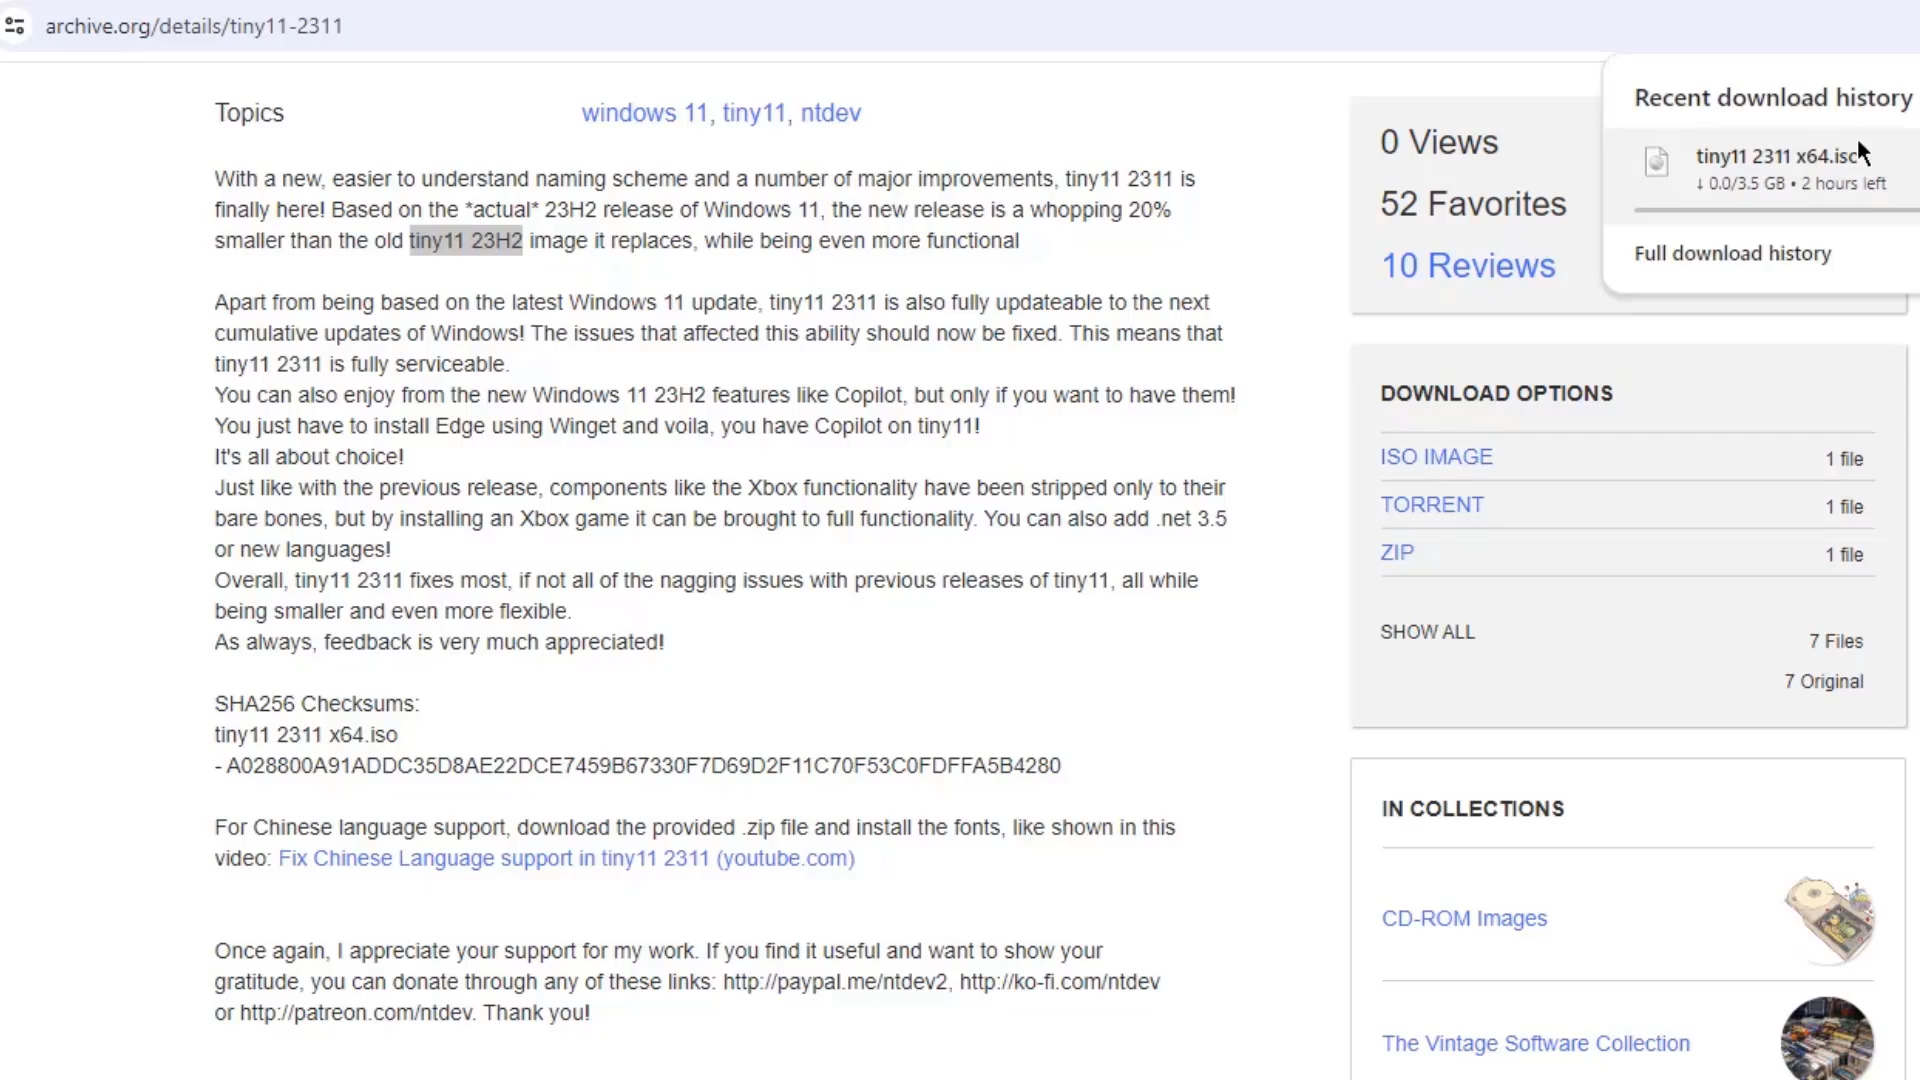 archive.org/details/tiny11-2311
Recent download history
tiny11 2311 x64.iso
↓ 0.0/3.5 GB • 2 hours left
Full download history
Topics
windows 11, tiny11, ntdev
With a new, easier to understand naming scheme and a number of major improvements, tiny11 2311 is
finally here! Based on the *actual* 23H2 release of Windows 11, the new release is a whopping 20%
smaller than the old tiny11 23H2 image it replaces, while being even more functional
Apart from being based on the latest Windows 11 update, tiny11 2311 is also fully updateable to the next
cumulative updates of Windows! The issues that affected this ability should now be fixed. This means that
tiny11 2311 is fully serviceable.
You can also enjoy from the new Windows 11 23H2 features like Copilot, but only if you want to have them!
You just have to install Edge using Winget and voila, you have Copilot on tiny11!
It's all about choice!
Just like with the previous release, components like the Xbox functionality have been stripped only to their
bare bones, but by installing an Xbox game it can be brought to full functionality. You can also add .net 3.5
or new languages!
Overall, tiny11 2311 fixes most, if not all of the nagging issues with previous releases of tiny11, all while
being smaller and even more flexible.
As always, feedback is very much appreciated!
SHA256 Checksums:
tiny11 2311 x64.iso
- A028800A91ADDC35D8AE22DCE7459B67330F7D69D2F11C70F53C0FDFFA5B4280
For Chinese language support, download the provided .zip file and install the fonts, like shown in this
video: Fix Chinese Language support in tiny11 2311 (youtube.com)
Once again, I appreciate your support for my work. If you find it useful and want to show your
gratitude, you can donate through any of these links: http://paypal.me/ntdev2, http://ko-fi.com/ntdev
or http://patreon.com/ntdev. Thank you!
0 Views
52 Favorites
10 Reviews
DOWNLOAD OPTIONS
ISO IMAGE 1 file
TORRENT 1 file
ZIP 1 file
SHOW ALL 7 Files
7 Original
IN COLLECTIONS
CD-ROM Images
The Vintage Software Collection